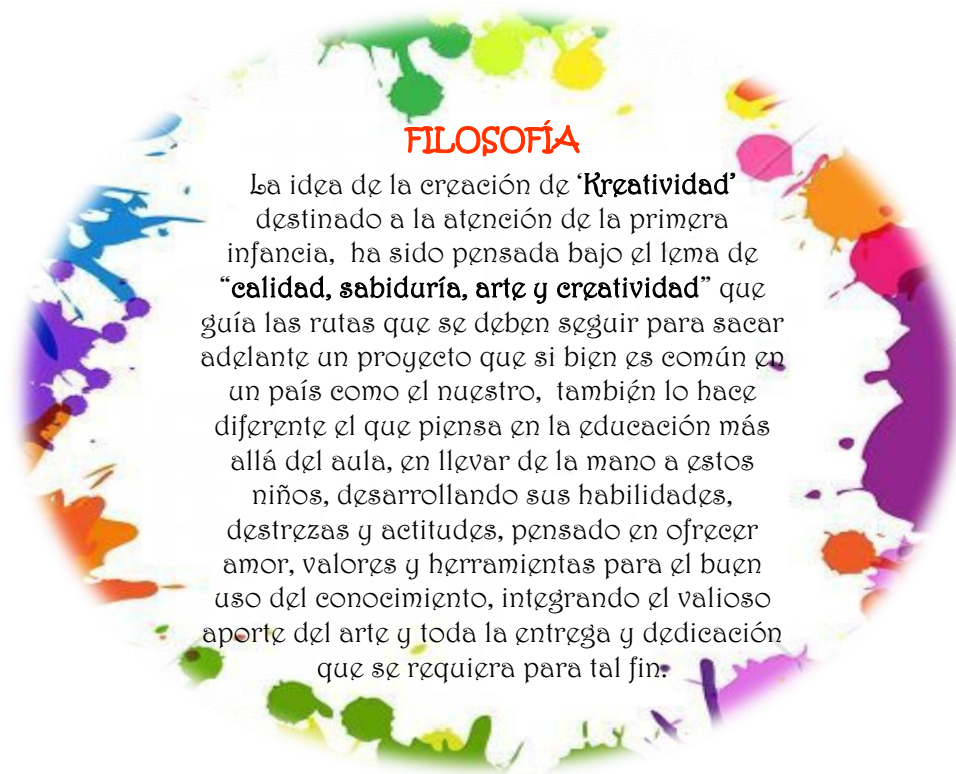 FILOSOFÍA
La idea de la creación de ‘Kreatividad’
destinado a la atención de la primera
infancia, ha sido pensada bajo el lema de
“calidad, sabiduría, arte y creatividad” que
guía las rutas que se deben seguir para sacar
adelante un proyecto que si bien es común en
un país como el nuestro, también lo hace
diferente el que piensa en la educación más
allá del aula, en llevar de la mano a estos
niños, desarrollando sus habilidades,
destrezas y actitudes, pensado en ofrecer
amor, valores y herramientas para el buen
uso del conocimiento, integrando el valioso
aporte del arte y toda la entrega y dedicación
que se requiera para tal fin.